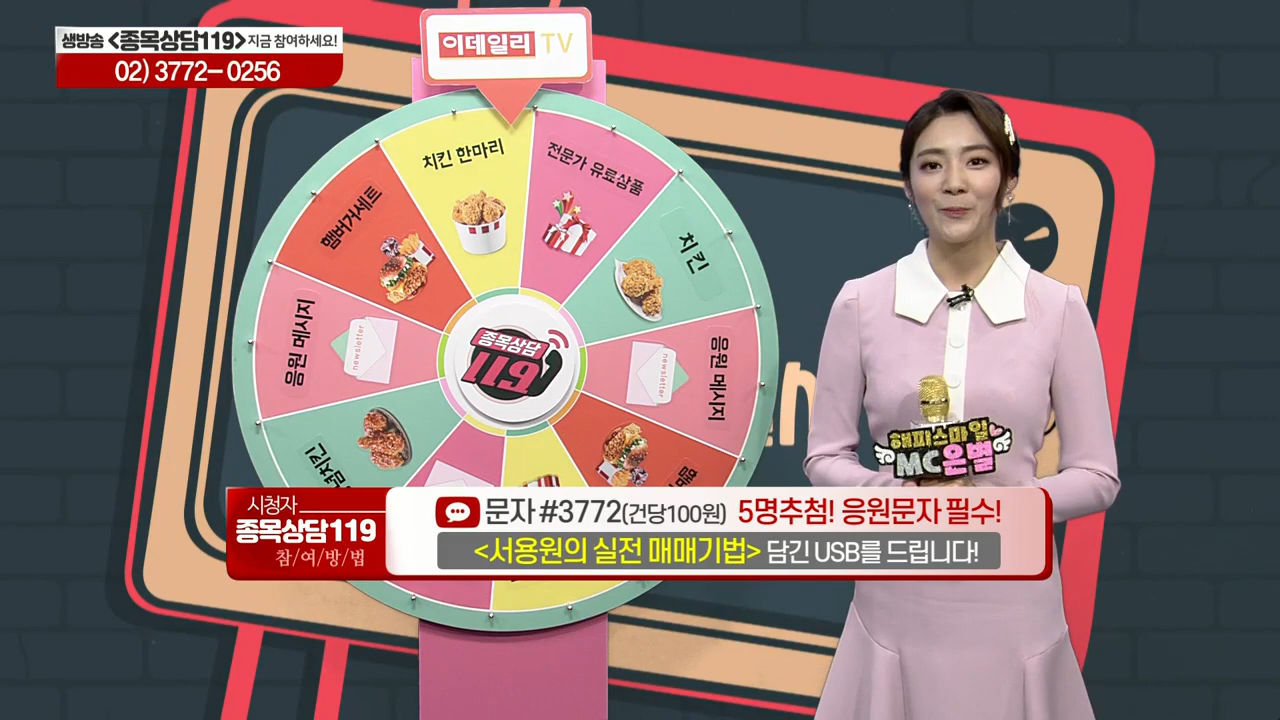 생방송 <종목상담119> 지금 참여하세요!
02) 3772-0256
이데일리 TV
치킨 한마리
전문가 유료상품
햄버거세트
치킨
응원 메시지
newsletter
응원 메시지
newsletter
종목상담
119
해피스마일
MC은별
시청자
종목상담119
참/여/방/법
문자 #3772(건당100원) 5명추첨! 응원문자 필수!
<서용원의 실전 매매기법> 담긴 USB를 드립니다!